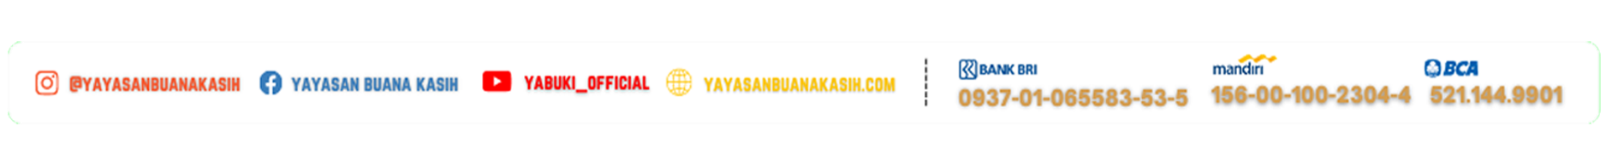 @YAYASANBUANAKASIH
YAYASAN BUANA KASIH
YABUKI_OFFICIAL
YAYASANBUANAKASIH.COM
BANK BRI
0937-01-065583-53-5
mandiri
156-00-100-2304-4
BCA
521.144.9901